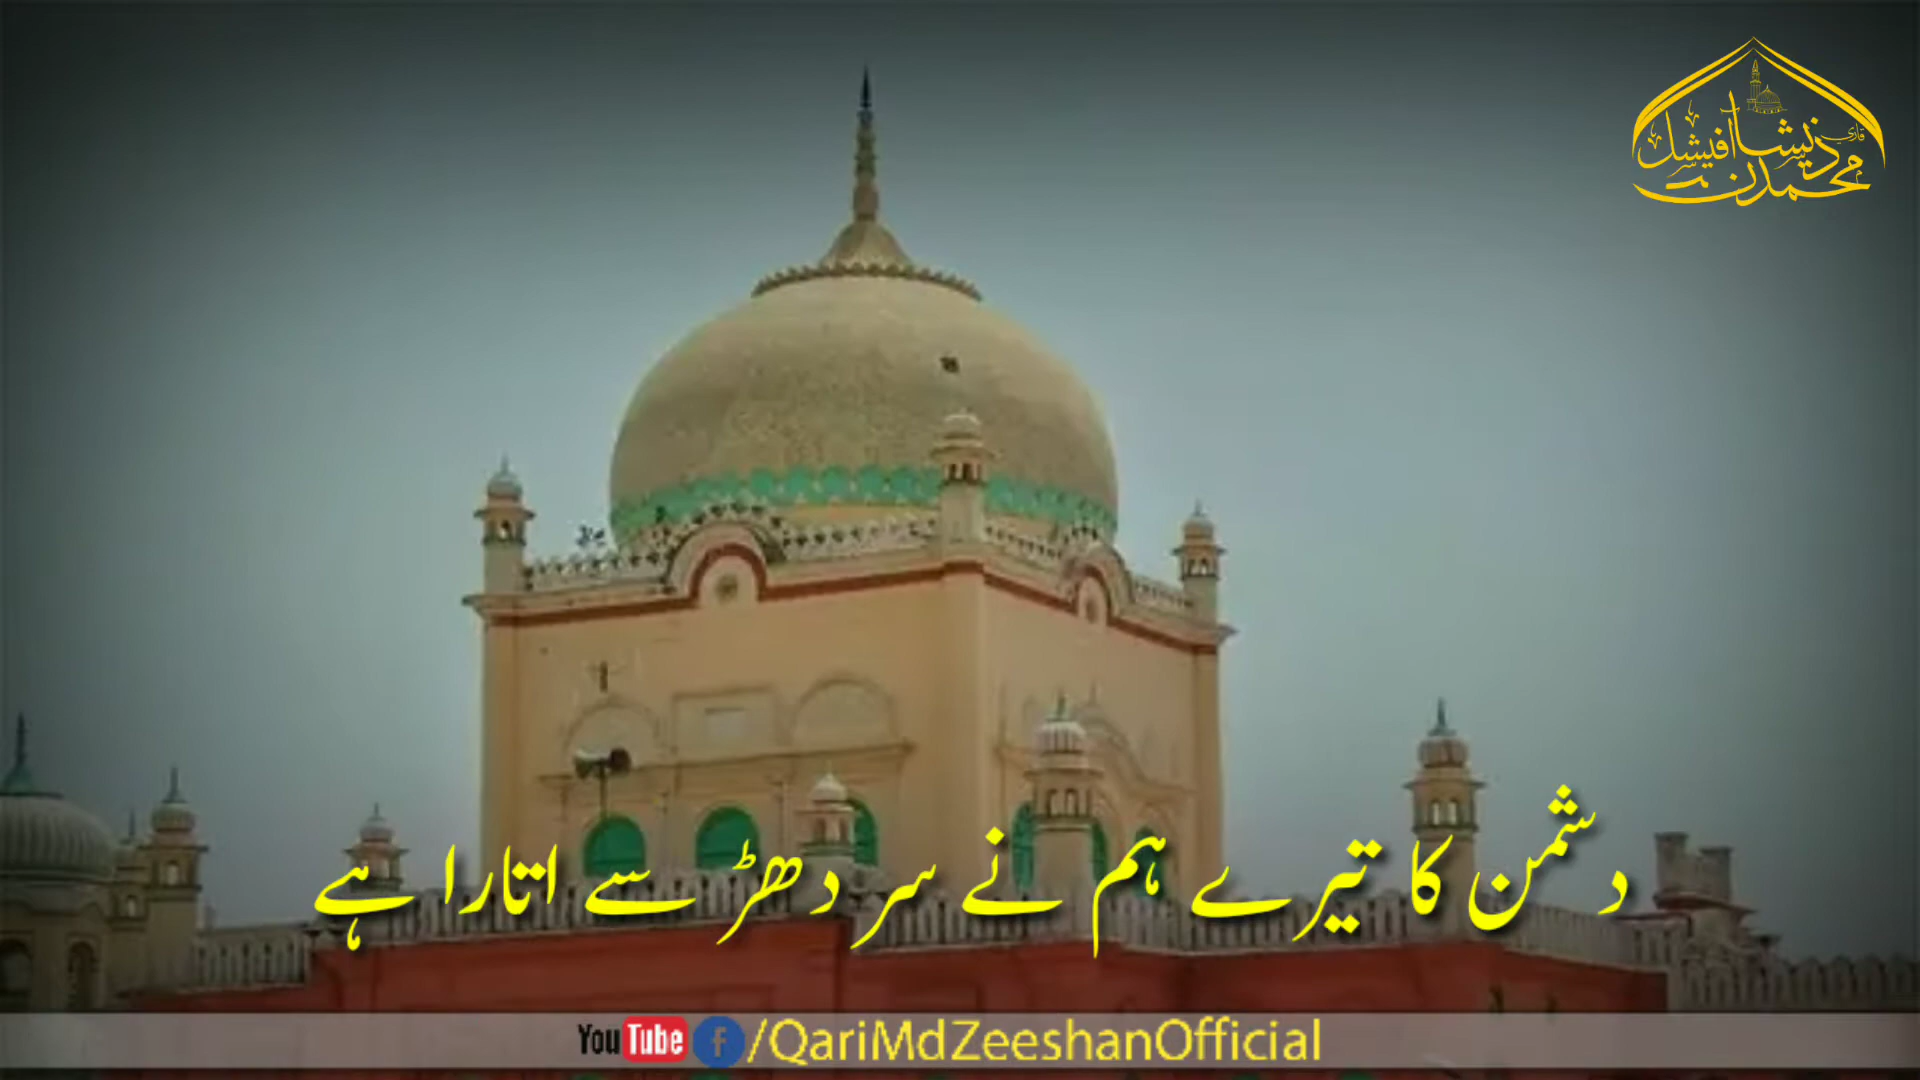 قاری
محمد ذیشان آفیشل
دشمن کا تیرے ہم نے سر دھڑ سے اتارا ہے
YouTube f /QariMdZeeshanOfficial